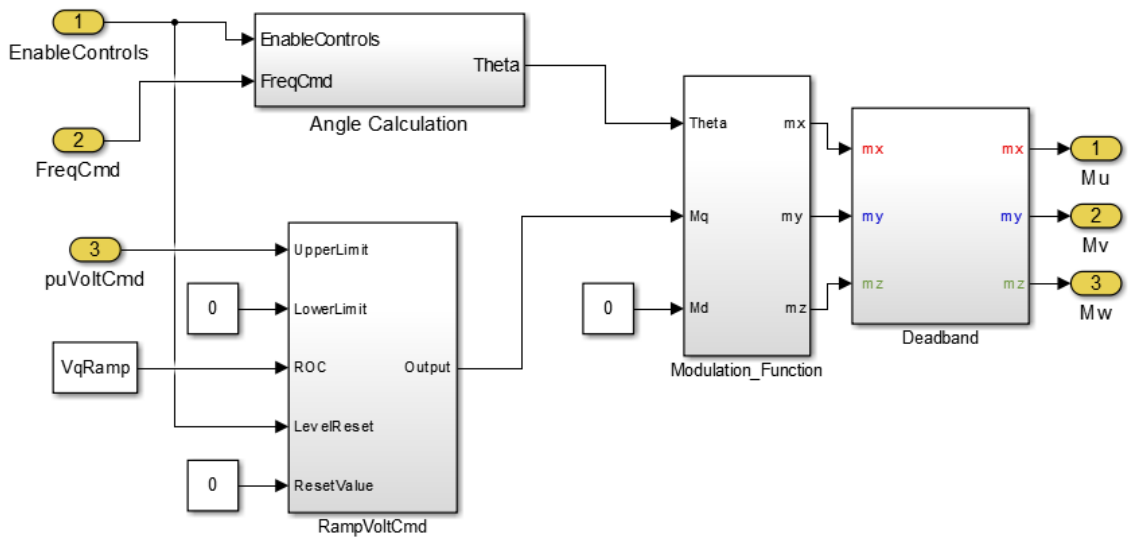 1
EnableControls
2
FreqCmd
EnableControls
FreqCmd
Theta
Angle Calculation
3
puVoltCmd
0
VqRamp
0
UpperLimit
LowerLimit
ROC
LevelReset
ResetValue
Output
RampVoltCmd
0
Theta
Mq
Md
mx
my
mz
Modulation_Function
mx
my
mz
mx
my
mz
Deadband
1
Mu
2
Mv
3
Mw